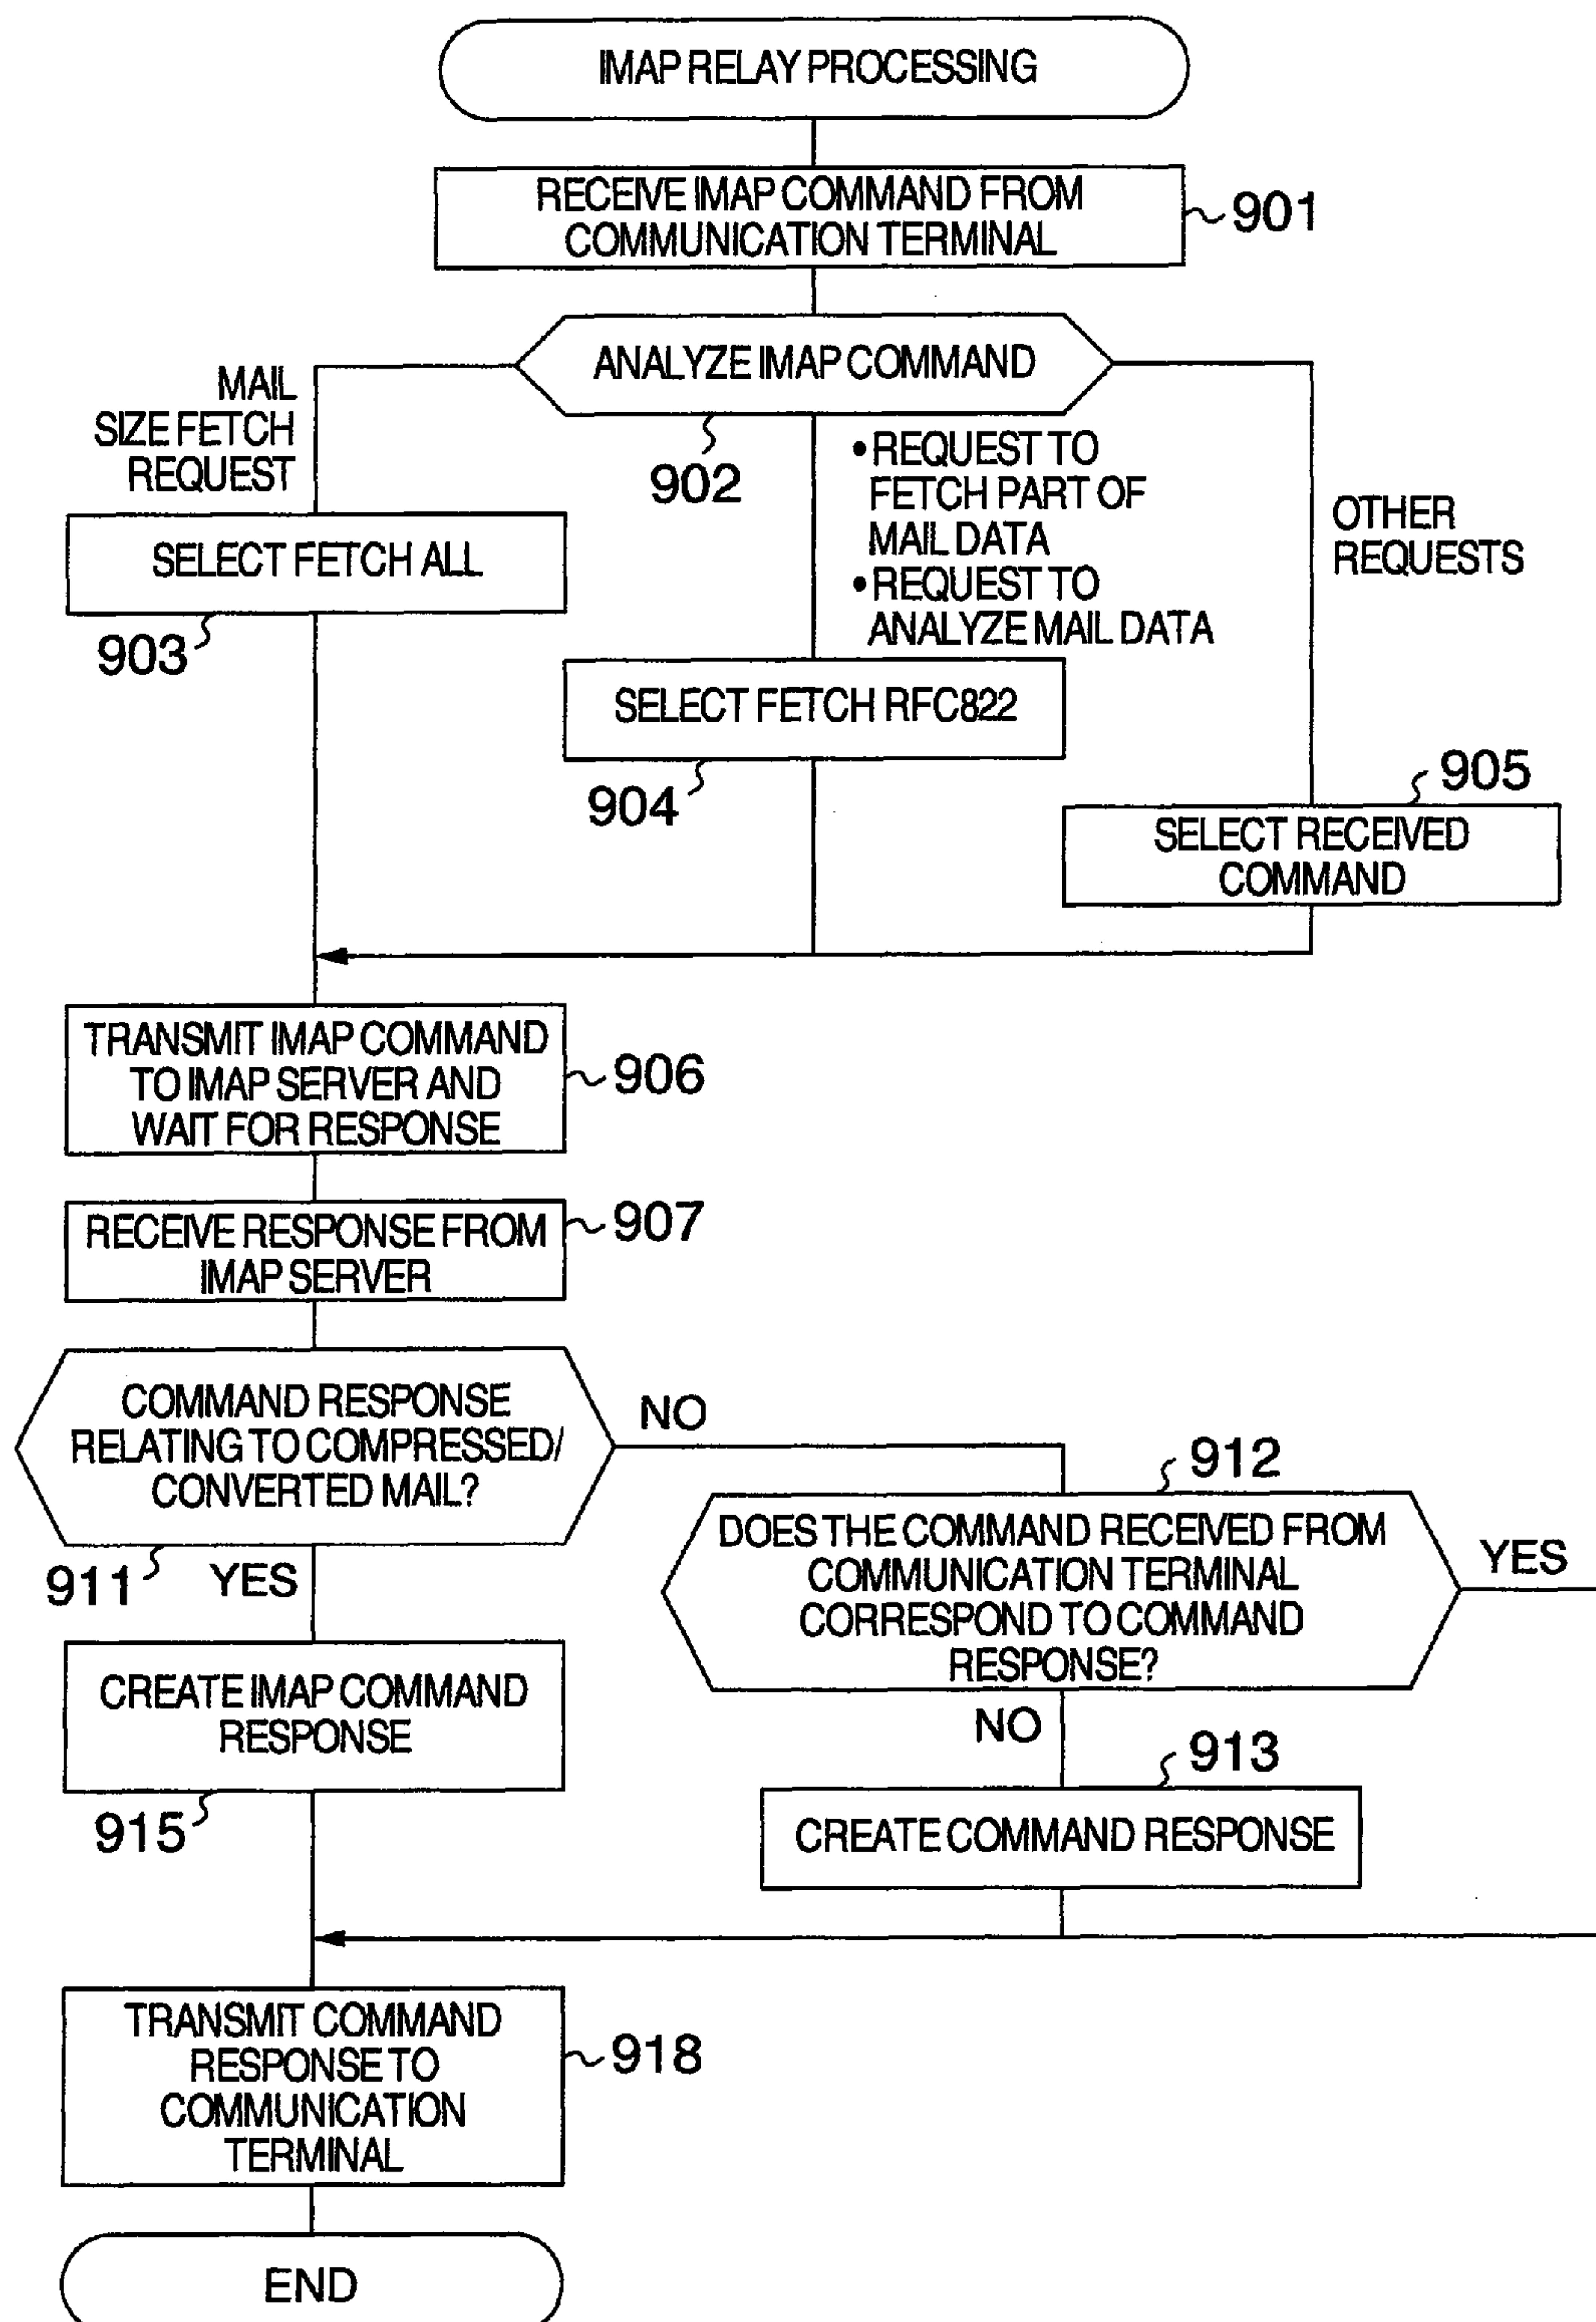 IMAP RELAY PROCESSING
RECEIVE IMAP COMMAND FROM
COMMUNICATION TERMINAL
901
ANALYZE IMAP COMMAND
902
MAIL
SIZE FETCH
REQUEST
•REQUEST TO
FETCH PART OF
MAIL DATA
•REQUEST TO
ANALYZE MAIL DATA
OTHER
REQUESTS
SELECT FETCH ALL
903
SELECT FETCH RFC822
904
905
SELECT RECEIVED
COMMAND
TRANSMIT IMAP COMMAND
TO IMAP SERVER AND
WAIT FOR RESPONSE
906
RECEIVE RESPONSE FROM
IMAP SERVER
907
COMMAND RESPONSE
RELATING TO COMPRESSED/
CONVERTED MAIL?
911
NO
YES
912
DOES THE COMMAND RECEIVED FROM
COMMUNICATION TERMINAL
CORRESPOND TO COMMAND
RESPONSE?
YES
NO
CREATE IMAP COMMAND
RESPONSE
915
913
CREATE COMMAND RESPONSE
TRANSMIT COMMAND
RESPONSE TO
COMMUNICATION
TERMINAL
918
END